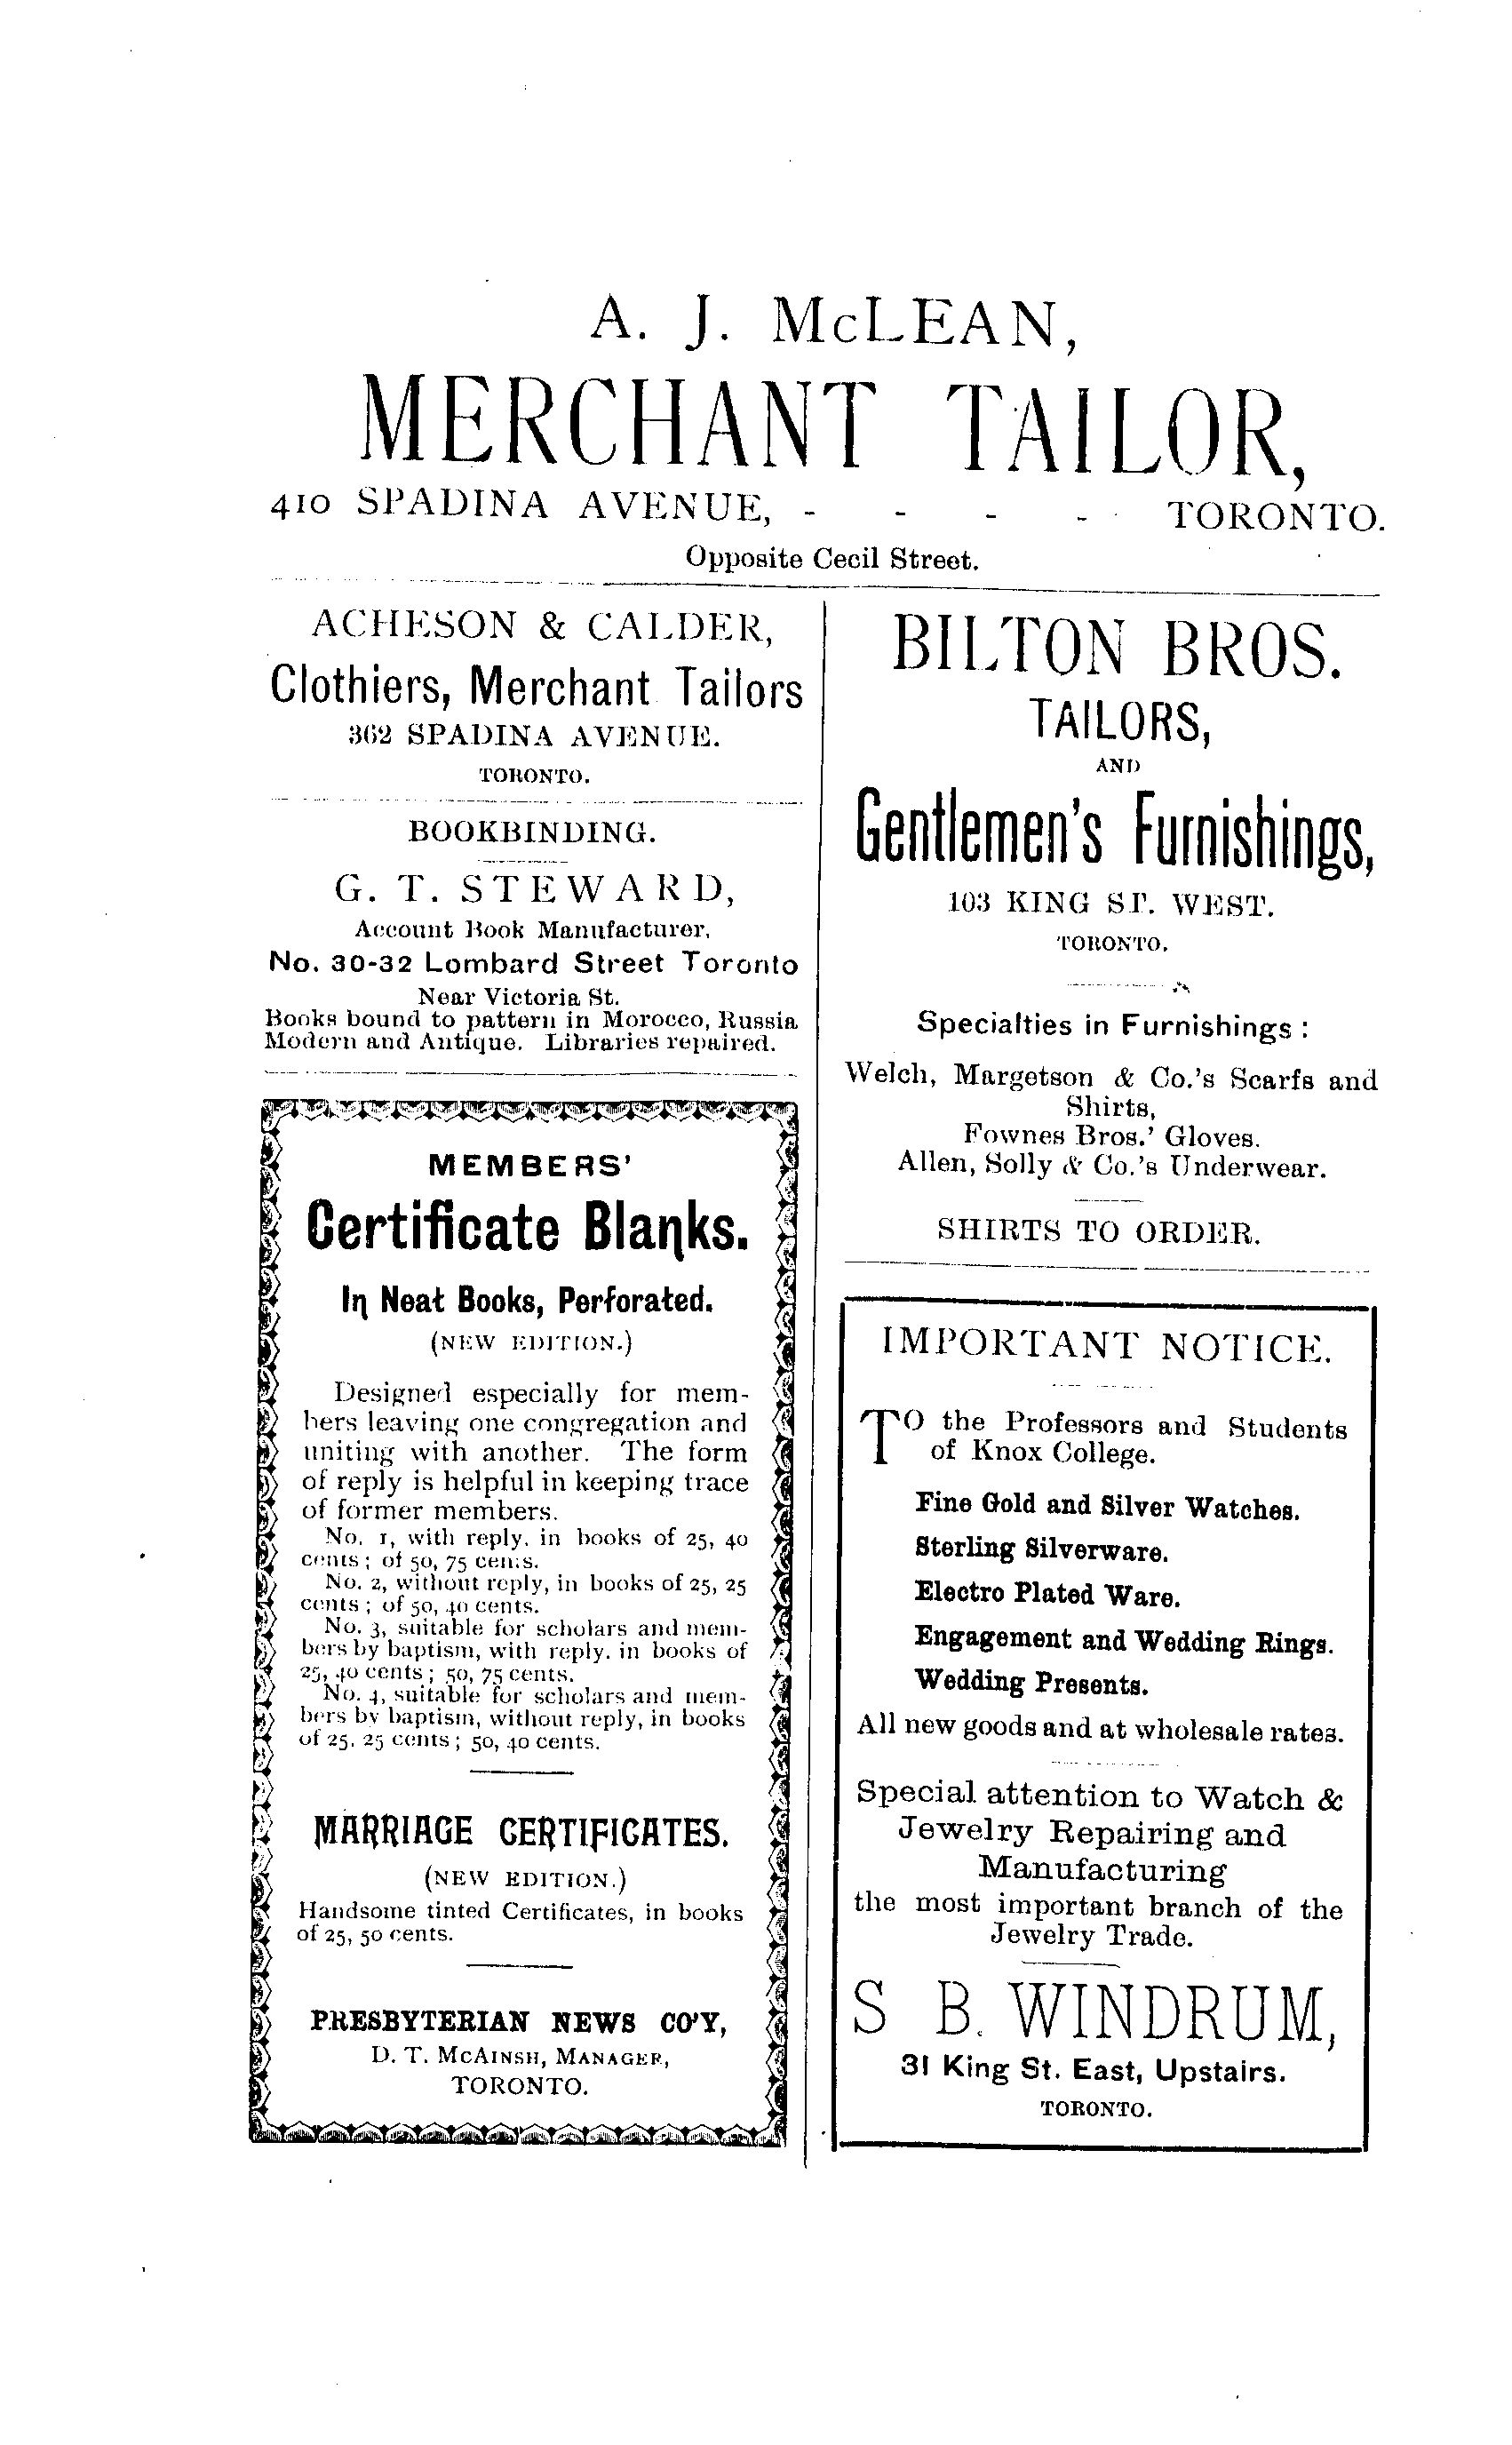 A. J. McLEAN,
MERCHANT TAILOR,
410 SPADINA AVENUE, - - - - TORONTO.
Opposite Cecil Street.
ACHESON & CALDER,
Clothiers, Merchant Tailors
362 SPADINA AVENUE.
TORONTO.
BOOKBINDING.
G. T. STEWARD,
Account Book Manufacturer,
No. 30-32 Lombard Street Toronto
Near Victoria St.
Books bound to pattern in Morocco, Russia
Modern and Antique. Libraries repaired.
MEMBERS'
Certificate Blanks.
In Neat Books, Perforated.
(NEW EDITION.)
Designed especially for mem-
bers leaving one congregation and
uniting with another. The form
of reply is helpful in keeping trace
of former members.
No. 1, with reply, in books of 25, 40
cents; of 50, 75 cents.
No. 2, without reply, in books of 25, 25
cents; of 50, 40 cents.
No. 3, suitable for scholars and mem-
bers by baptism, with reply, in books of
25, 40 cents; 50, 75 cents.
No. 4, suitable for scholars and mem-
bers by baptism, without reply, in books
of 25, 25 cents; 50, 40 cents.
MARRIAGE CERTIFICATES.
(NEW EDITION.)
Handsome tinted Certificates, in books
of 25, 50 cents.
PRESBYTERIAN NEWS CO'Y,
D. T. McAINSH, MANAGER,
TORONTO.
BILTON BROS.
TAILORS,
AND
Gentlemen's Furnishings,
103 KING ST. WEST.
TORONTO.
Specialties in Furnishings:
Welch, Margetson & Co.'s Scarfs and
Shirts,
Fownes Bros.' Gloves.
Allen, Solly & Co.'s Underwear.
SHIRTS TO ORDER.
IMPORTANT NOTICE.
TO the Professors and Students
of Knox College.
Fine Gold and Silver Watches.
Sterling Silverware.
Electro Plated Ware.
Engagement and Wedding Rings.
Wedding Presents.
All new goods and at wholesale rates.
Special attention to Watch &
Jewelry Repairing and
Manufacturing
the most important branch of the
Jewelry Trade.
S B. WINDRUM,
31 King St. East, Upstairs.
TORONTO.